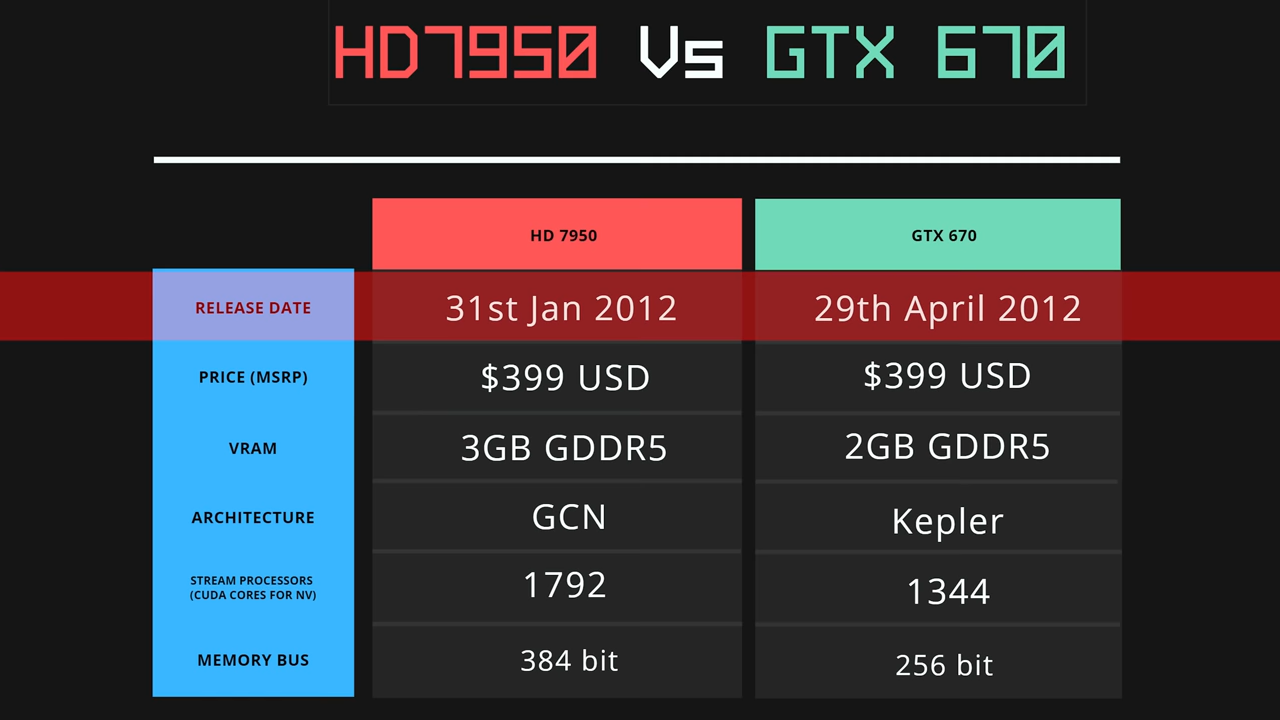 HD7950 Vs GTX 670
HD 7950
GTX 670
RELEASE DATE
31st Jan 2012
29th April 2012
PRICE (MSRP)
$399 USD
$399 USD
VRAM
3GB GDDR5
2GB GDDR5
ARCHITECTURE
GCN
Kepler
STREAM PROCESSORS
(CUDA CORES FOR NV)
1792
1344
MEMORY BUS
384 bit
256 bit